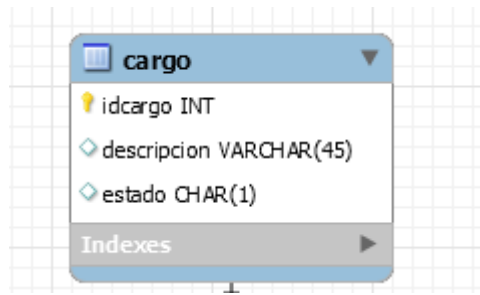 cargo
idcargo INT
descripcion VARCHAR(45)
estado CHAR(1)
Indexes